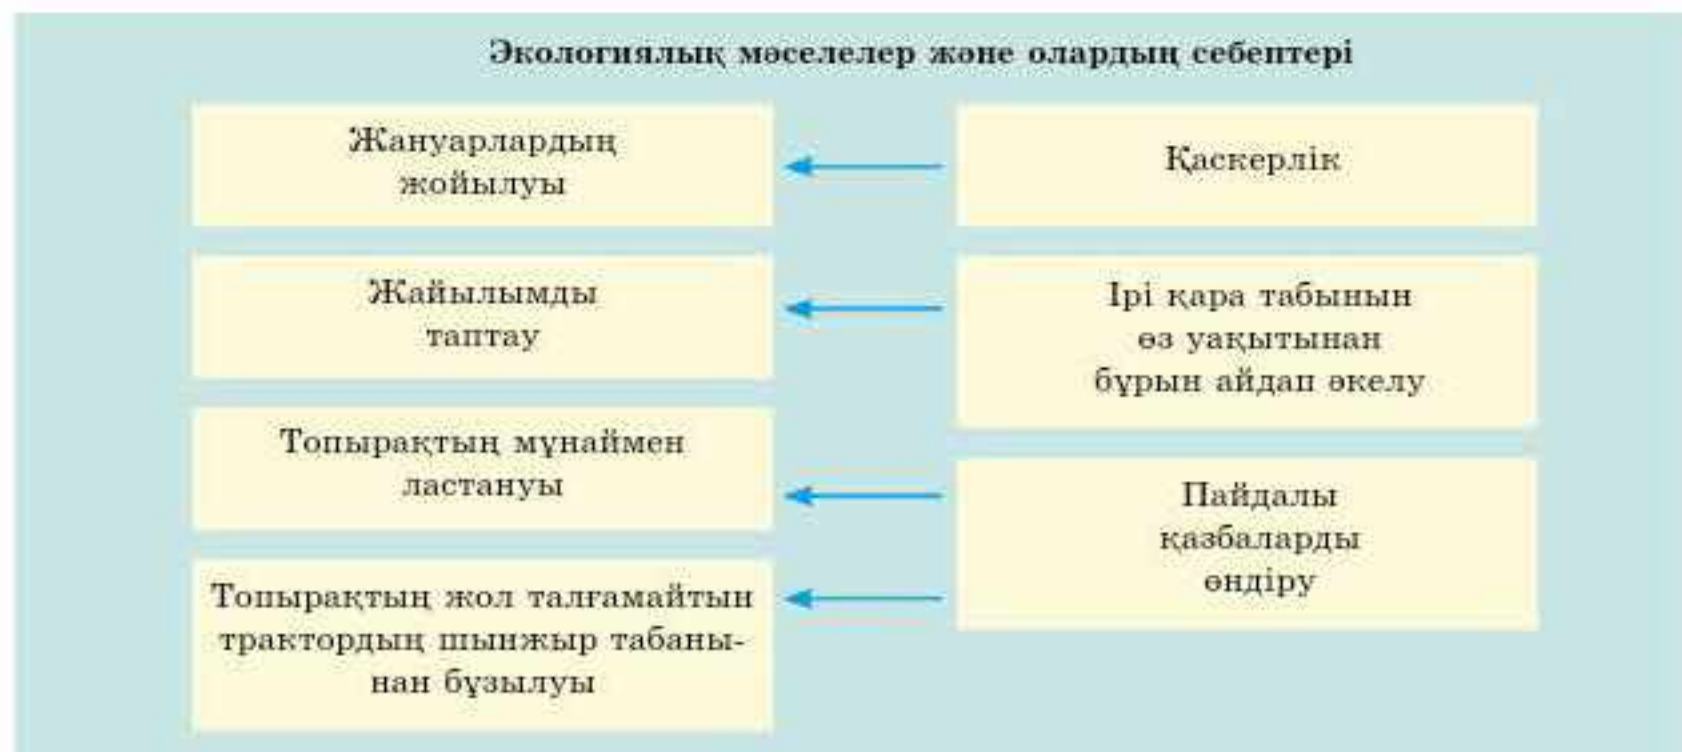 Экологиялық мәселелер және олардың себептері
Жануарлардың
жойылуы
Қаскерлік
Жайылымды
таптау
Ірі қара табынын
өз уақытынан
бұрын айдап әкелу
Топырақтың мұнаймен
ластануы
Пайдалы
қазбаларды
өндіру
Топырақтың жол талғамайтын
трактордың шынжыр табаны-
нан бұзылуы